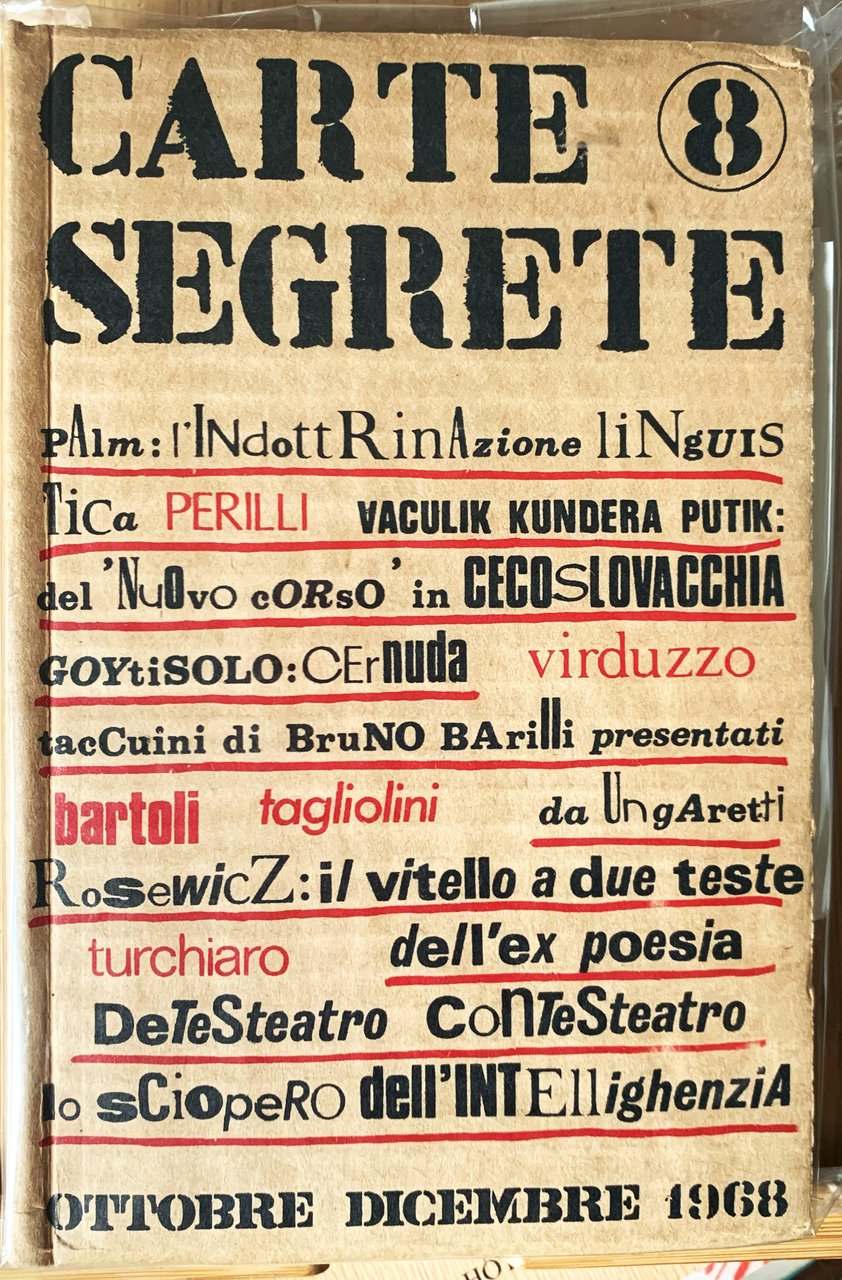 CARTE 8
SEGRETE
PAlm: l'INdottRinAzione liNgUIS
TiCa PERILLI VACULIK KUNDERA PUTIK:
del 'NuOvo cORsO' in CECOSLOVACCHIA
GOYtiSOLO: CErnuda virduzzo
tacCuini di BruNO BArilli presentati
bartoli tagliolini da UngAretti
RosewicZ: il vitello a due teste
turchiaro dell'ex poesia
DeTeSteatro ConTeSteatro
lo sCiopeRO dell'INTEllighenziA
OTTOBRE DICEMBRE 1968